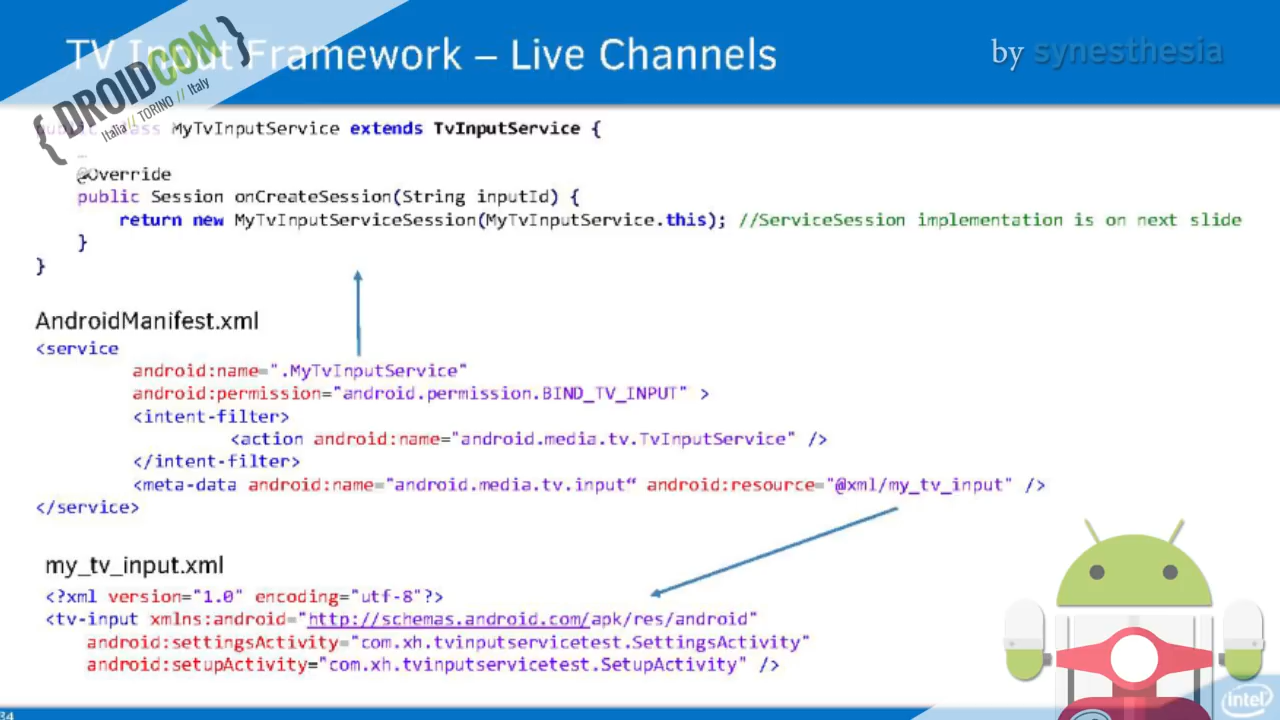 TV Input Framework – Live Channels
by synesthesia
{ DROIDCON }
Italia // TORINO // Italy
public class MyTvInputService extends TvInputService {
…
@Override
public Session onCreateSession(String inputId) {
return new MyTvInputServiceSession(MyTvInputService.this); //ServiceSession implementation is on next slide
}
}
AndroidManifest.xml
<service
android:name=".MyTvInputService"
android:permission="android.permission.BIND_TV_INPUT" >
<intent-filter>
<action android:name="android.media.tv.TvInputService" />
</intent-filter>
<meta-data android:name="android.media.tv.input“ android:resource="@xml/my_tv_input" />
</service>
my_tv_input.xml
<?xml version="1.0" encoding="utf-8"?>
<tv-input xmlns:android="http://schemas.android.com/apk/res/android"
android:settingsActivity="com.xh.tvinputservicetest.SettingsActivity"
android:setupActivity="com.xh.tvinputservicetest.SetupActivity" />
intel
34